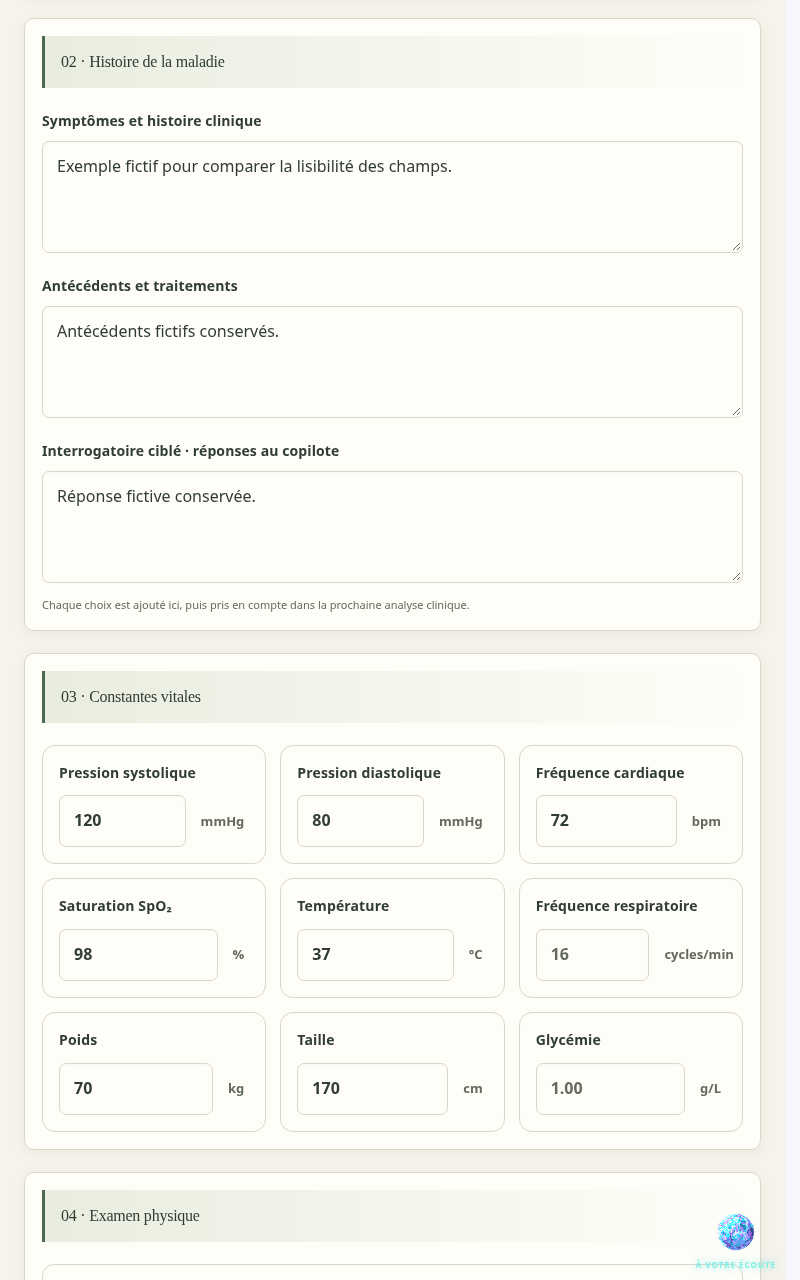 02 · Histoire de la maladie
Symptômes et histoire clinique
Exemple fictif pour comparer la lisibilité des champs.
Antécédents et traitements
Antécédents fictifs conservés.
Interrogatoire ciblé · réponses au copilote
Réponse fictive conservée.
Chaque choix est ajouté ici, puis pris en compte dans la prochaine analyse clinique.
03 · Constantes vitales
Pression systolique
120 mmHg
Pression diastolique
80 mmHg
Fréquence cardiaque
72 bpm
Saturation SpO₂
98 %
Température
37 °C
Fréquence respiratoire
16 cycles/min
Poids
70 kg
Taille
170 cm
Glycémie
1.00 g/L
04 · Examen physique
À VOTRE ÉCOUTE